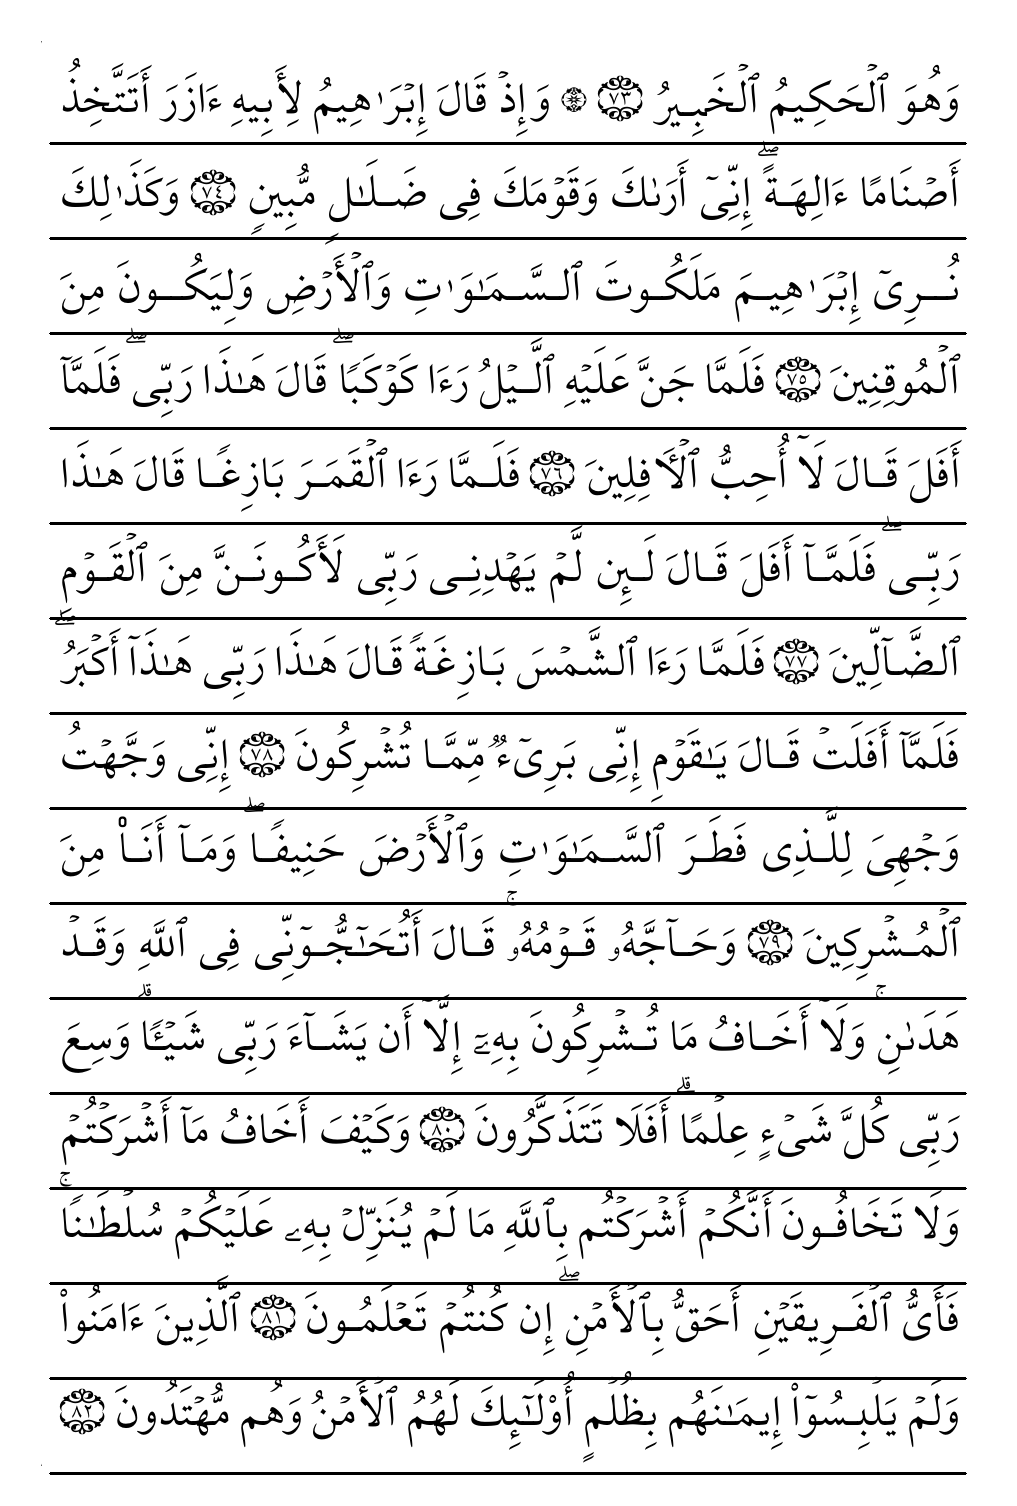 وَهُوَ ٱلْحَكِيمُ ٱلْخَبِيرُ ٧٣ ۞ وَإِذْ قَالَ إِبْرَٰهِيمُ لِأَبِيهِ ءَازَرَ أَتَتَّخِذُ
أَصْنَامًا ءَالِهَةً ۖ إِنِّىٓ أَرَىٰكَ وَقَوْمَكَ فِى ضَلَـٰلٍ مُّبِينٍ ٧٤ وَكَذَٰلِكَ
نُرِىٓ إِبْرَٰهِيمَ مَلَكُوتَ ٱلسَّمَـٰوَٰتِ وَٱلْأَرْضِ وَلِيَكُونَ مِنَ
ٱلْمُوقِنِينَ ٧٥ فَلَمَّا جَنَّ عَلَيْهِ ٱلَّيْلُ رَءَا كَوْكَبًا ۖ قَالَ هَـٰذَا رَبِّى ۖ فَلَمَّآ
أَفَلَ قَالَ لَآ أُحِبُّ ٱلْـَٔافِلِينَ ٧٦ فَلَمَّا رَءَا ٱلْقَمَرَ بَازِغًا قَالَ هَـٰذَا
رَبِّى ۖ فَلَمَّآ أَفَلَ قَالَ لَئِن لَّمْ يَهْدِنِى رَبِّى لَأَكُونَنَّ مِنَ ٱلْقَوْمِ
ٱلضَّآلِّينَ ٧٧ فَلَمَّا رَءَا ٱلشَّمْسَ بَازِغَةً قَالَ هَـٰذَا رَبِّى هَـٰذَآ أَكْبَرُ ۖ
فَلَمَّآ أَفَلَتْ قَالَ يَـٰقَوْمِ إِنِّى بَرِىٓءٌ مِّمَّا تُشْرِكُونَ ٧٨ إِنِّى وَجَّهْتُ
وَجْهِىَ لِلَّذِى فَطَرَ ٱلسَّمَـٰوَٰتِ وَٱلْأَرْضَ حَنِيفًا ۖ وَمَآ أَنَا۠ مِنَ
ٱلْمُشْرِكِينَ ٧٩ وَحَآجَّهُۥ قَوْمُهُۥ ۚ قَالَ أَتُحَـٰٓجُّوٓنِّى فِى ٱللَّهِ وَقَدْ
هَدَىٰنِ ۚ وَلَآ أَخَافُ مَا تُشْرِكُونَ بِهِۦٓ إِلَّآ أَن يَشَآءَ رَبِّى شَيْـًٔا ۗ وَسِعَ
رَبِّى كُلَّ شَىْءٍ عِلْمًا ۗ أَفَلَا تَتَذَكَّرُونَ ٨٠ وَكَيْفَ أَخَافُ مَآ أَشْرَكْتُمْ
وَلَا تَخَافُونَ أَنَّكُمْ أَشْرَكْتُم بِٱللَّهِ مَا لَمْ يُنَزِّلْ بِهِۦ عَلَيْكُمْ سُلْطَـٰنًا ۚ
فَأَىُّ ٱلْفَرِيقَيْنِ أَحَقُّ بِٱلْأَمْنِ ۖ إِن كُنتُمْ تَعْلَمُونَ ٨١ ٱلَّذِينَ ءَامَنُوا۟
وَلَمْ يَلْبِسُوٓا۟ إِيمَـٰنَهُم بِظُلْمٍ أُو۟لَـٰٓئِكَ لَهُمُ ٱلْأَمْنُ وَهُم مُّهْتَدُونَ ٨٢